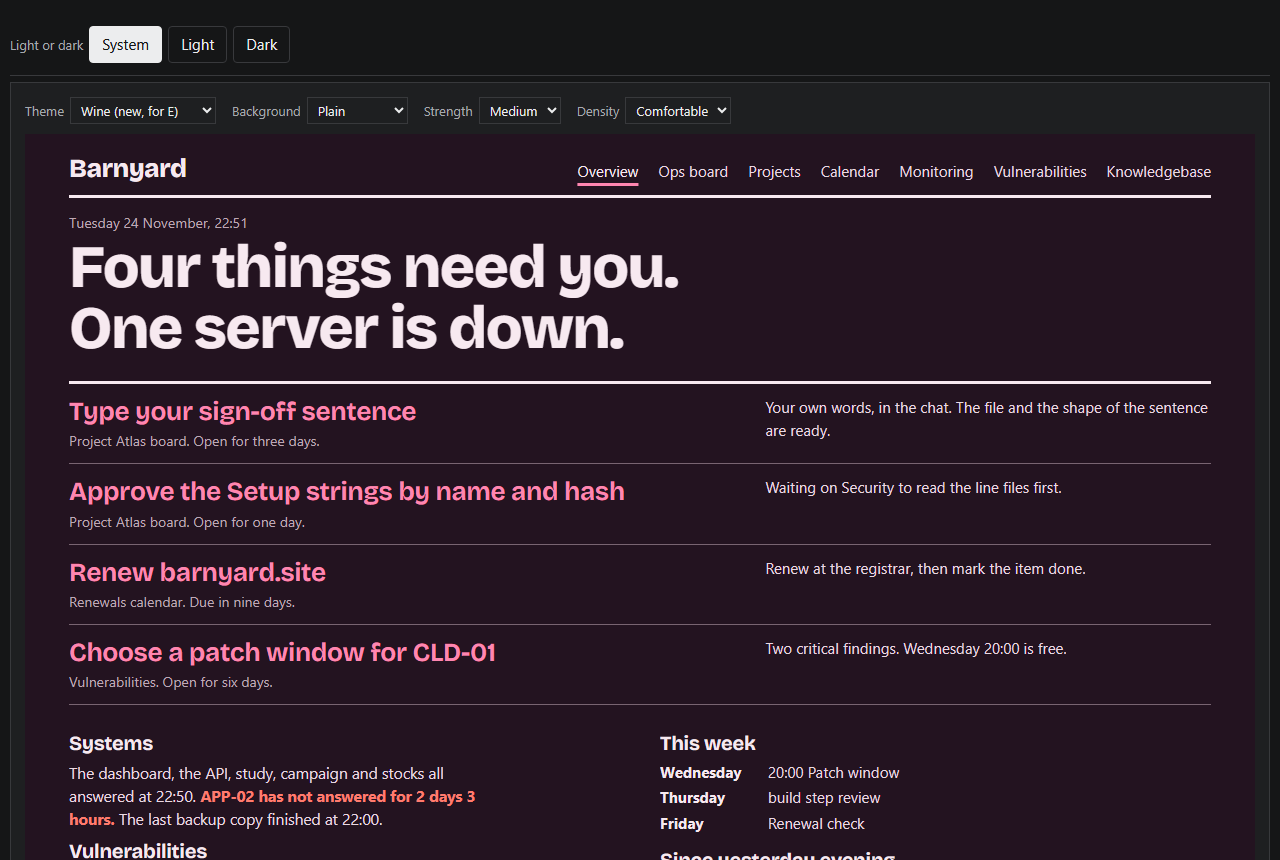 Light or dark System Light Dark
Theme Wine (new, for E) Background Plain Strength Medium Density Comfortable
Barnyard Overview Ops board Projects Calendar Monitoring Vulnerabilities Knowledgebase
Tuesday 24 November, 22:51
Four things need you.
One server is down.
Type your sign-off sentence
Project Atlas board. Open for three days.
Your own words, in the chat. The file and the shape of the sentence
are ready.
Approve the Setup strings by name and hash
Project Atlas board. Open for one day.
Waiting on Security to read the line files first.
Renew barnyard.site
Renewals calendar. Due in nine days.
Renew at the registrar, then mark the item done.
Choose a patch window for CLD-01
Vulnerabilities. Open for six days.
Two critical findings. Wednesday 20:00 is free.
Systems
The dashboard, the API, study, campaign and stocks all
answered at 22:50. APP-02 has not answered for 2 days 3
hours. The last backup copy finished at 22:00.
Vulnerabilities
This week
Wednesday 20:00 Patch window
Thursday build step review
Friday Renewal check
Since yesterday evening